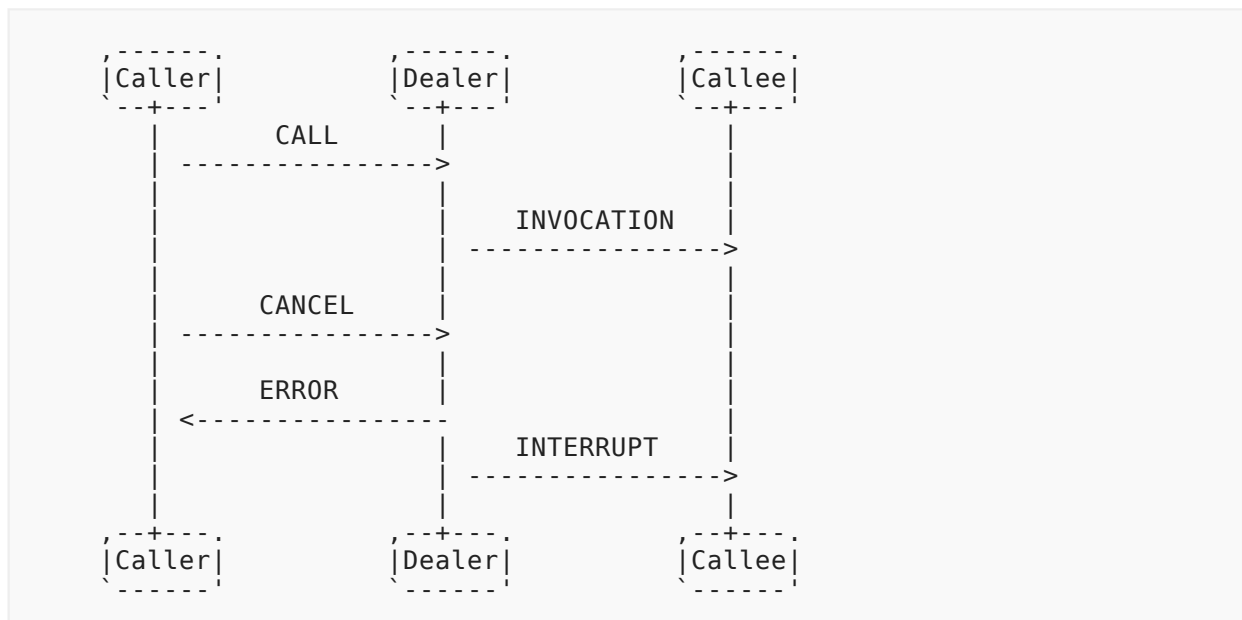 ,------.          ,------.          ,------.
|Caller|          |Dealer|          |Callee|
`--+---'          `--+---'          `--+---'
   |       CALL      |                 |
   | ---------------->                 |
   |                 |                 |
   |                 |    INVOCATION   |
   |                 | ---------------->
   |                 |                 |
   |      CANCEL     |                 |
   | ---------------->                 |
   |                 |                 |
   |      ERROR      |                 |
   | <----------------                 |
   |                 |    INTERRUPT    |
   |                 | ---------------->
   |                 |                 |
,--+---.          ,--+---.          ,--+---.
|Caller|          |Dealer|          |Callee|
`------'          `------'          `------'